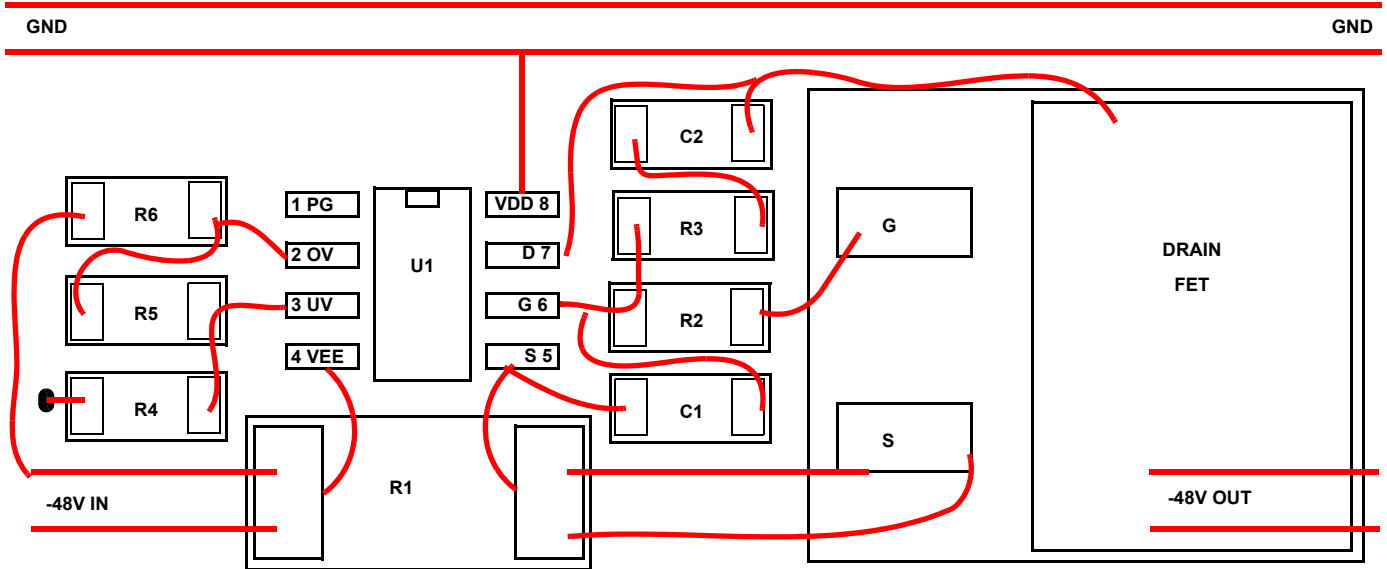 GND GND
C2
R6
1 PG
VDD 8
R3
G
2 OV
U1
D 7
DRAIN
FET
R5
3 UV
G 6
R2
4 VEE
S 5
R4
C1
S
R1
-48V IN
-48V OUT